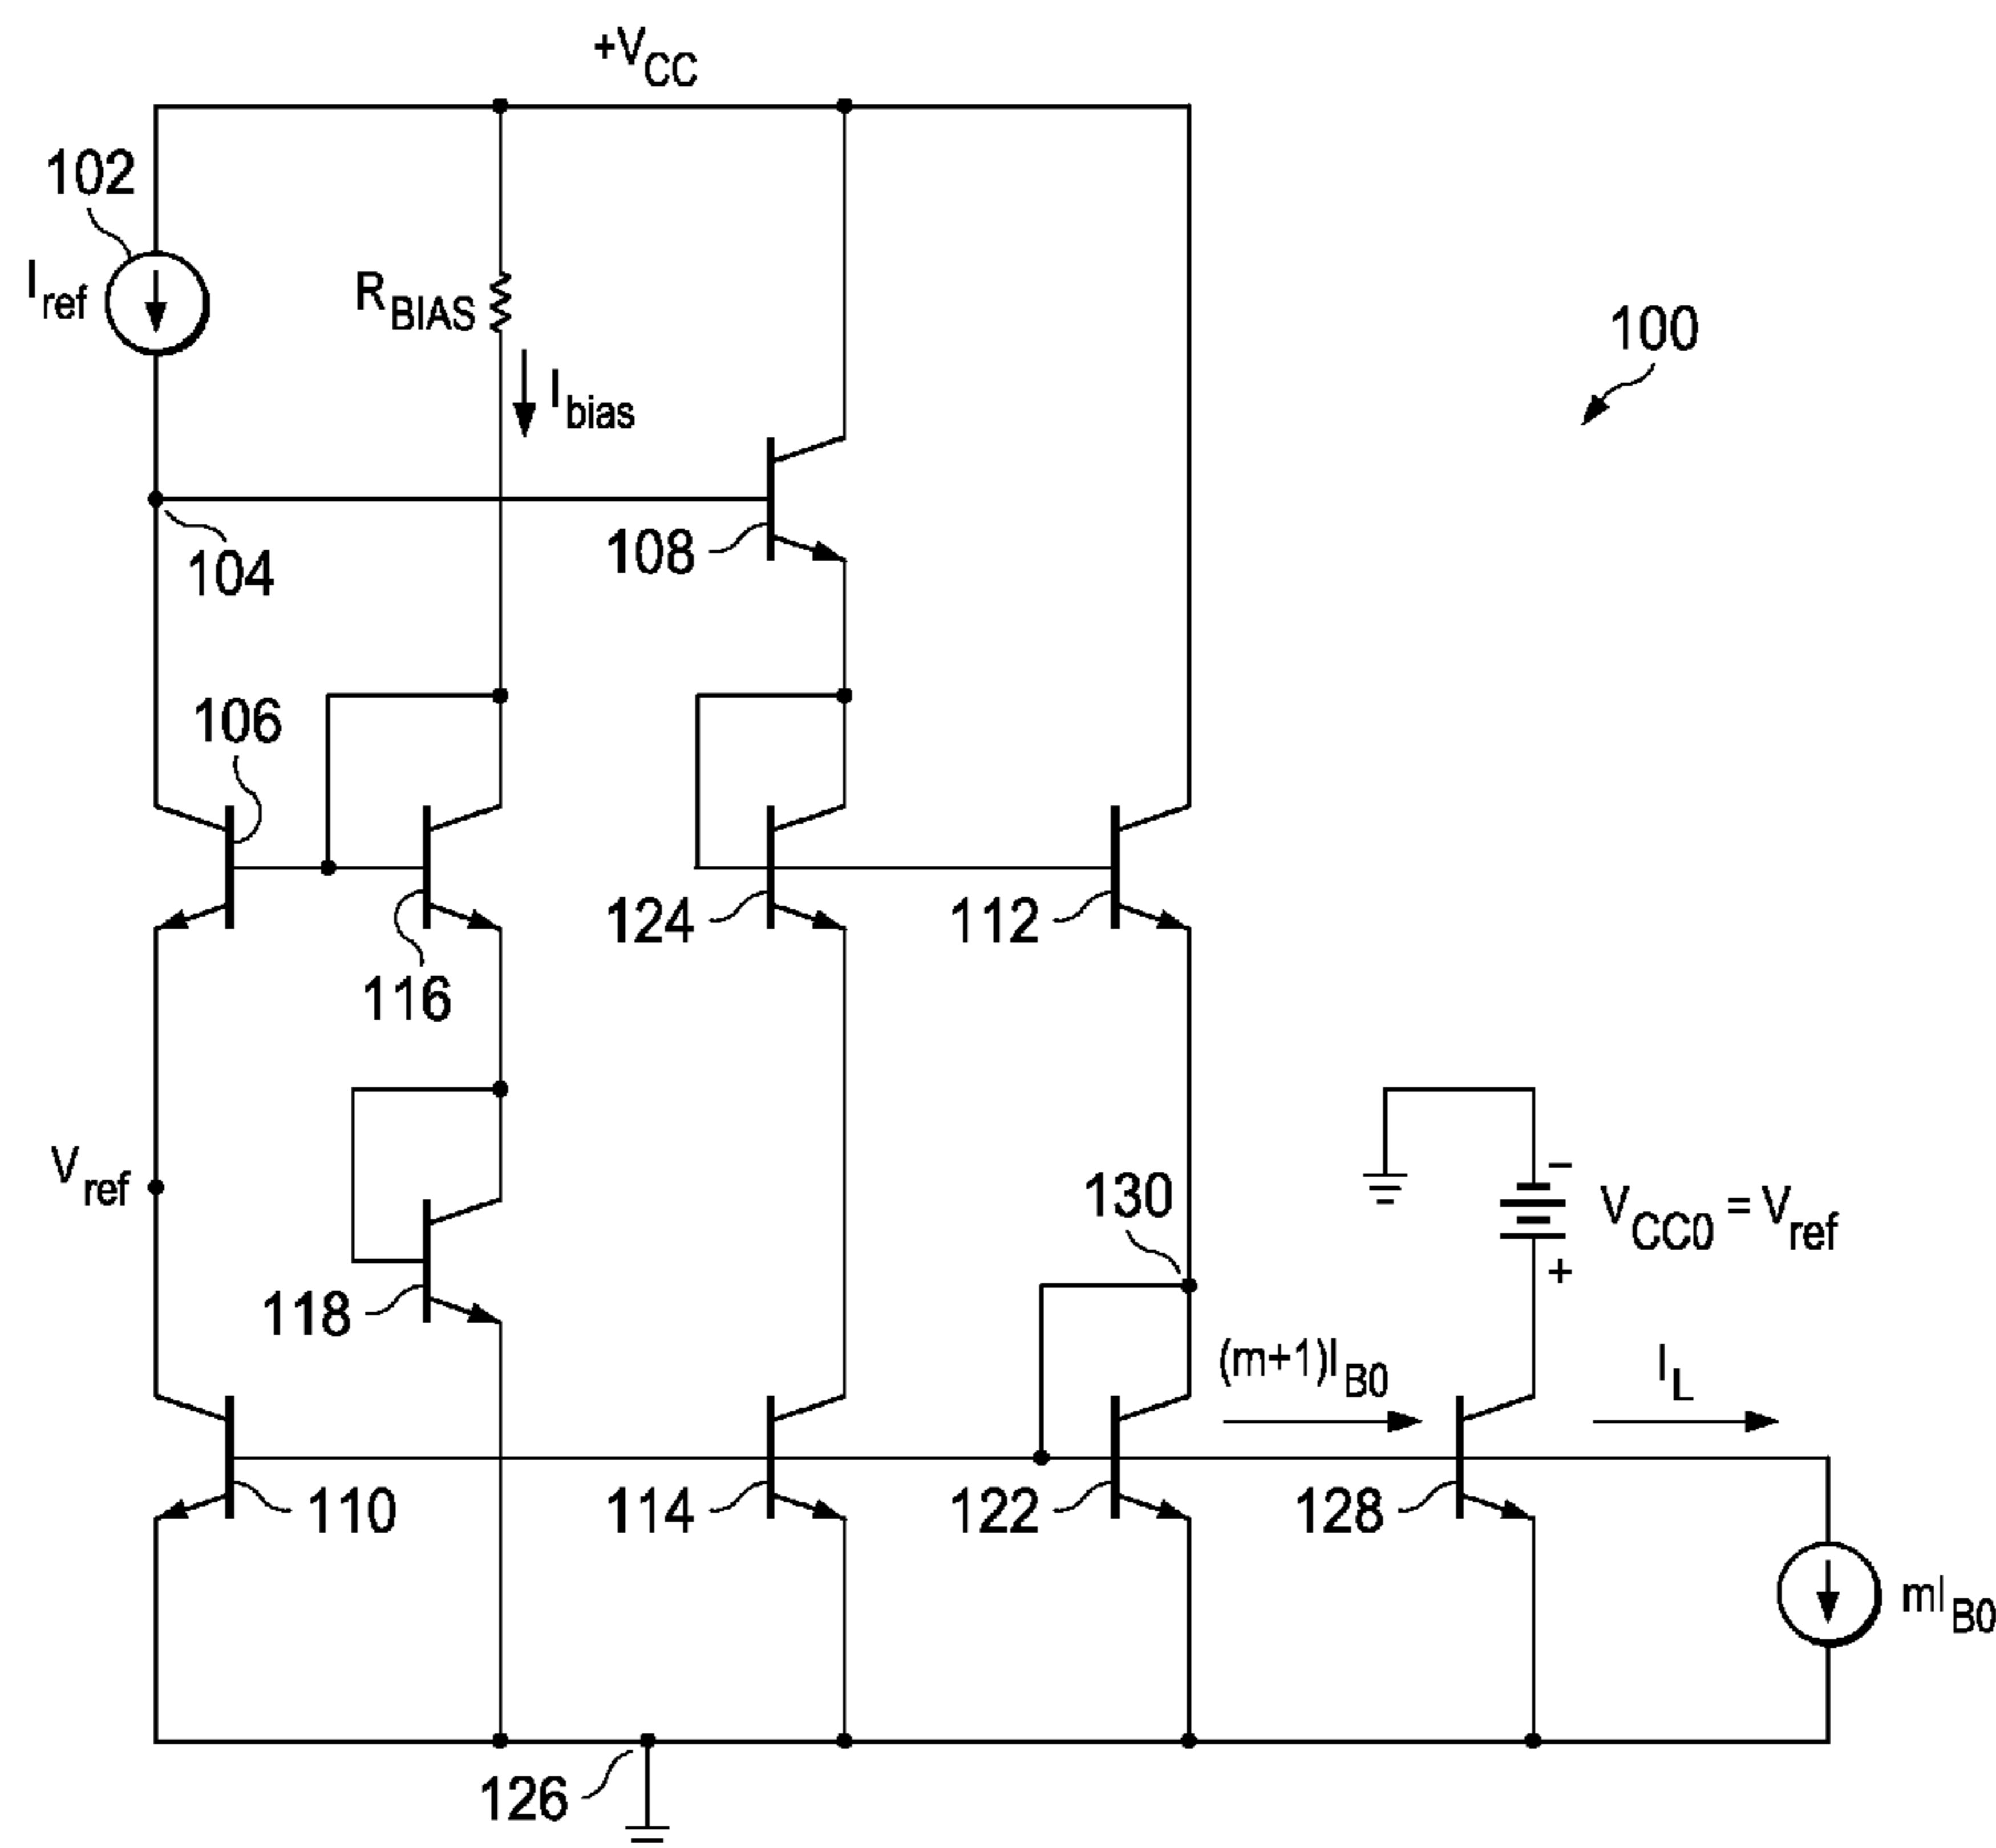 +VCC
102
Iref
RBIAS
Ibias
100
104
108
106
116
124
112
Vref
118
130
VCC0 = Vref
−
+
(m+1)IB0
IL
110
114
122
128
mIB0
126